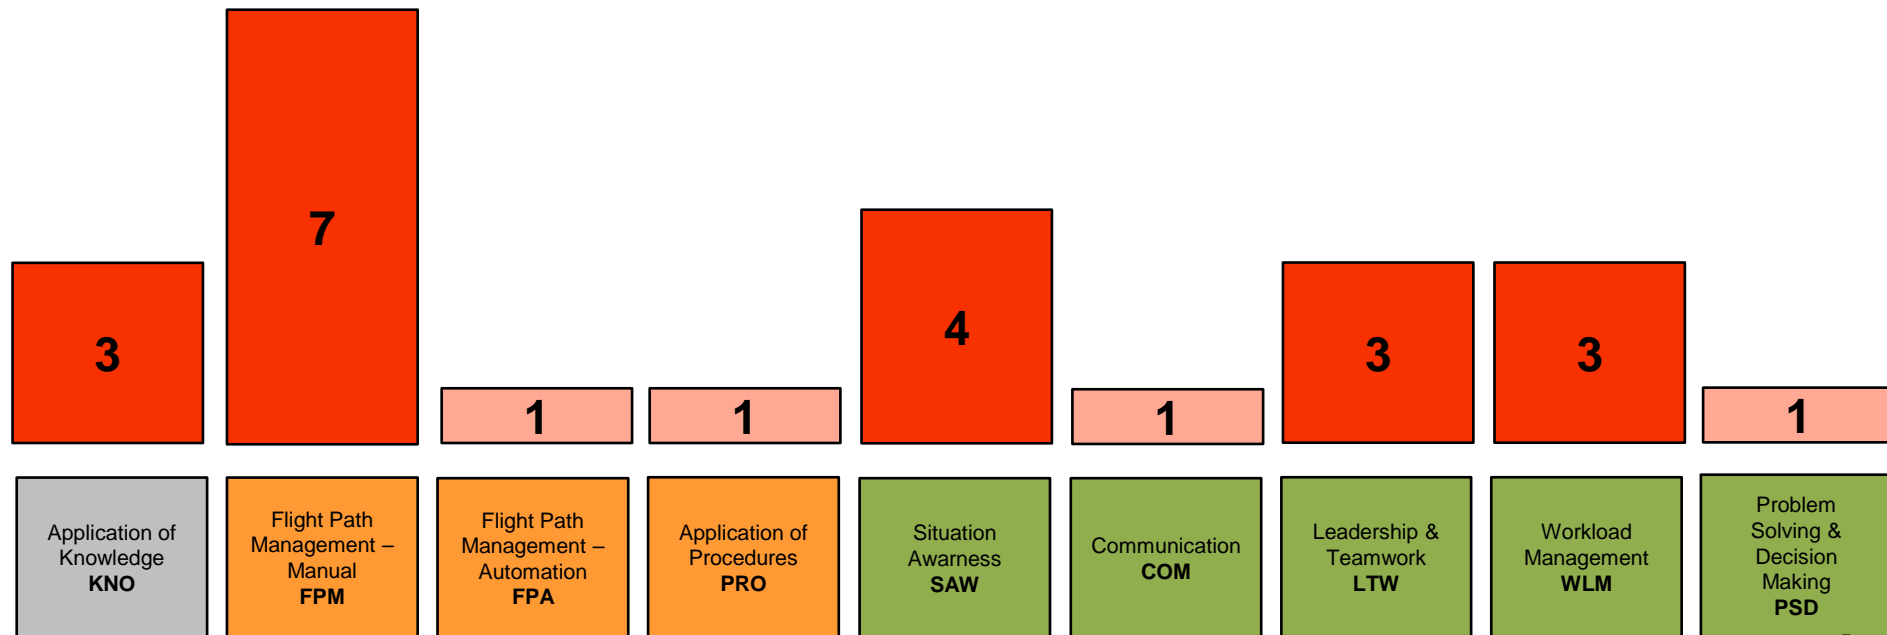 7
3
4
3
3
1
1
1
1
Application of
Knowledge
KNO
Flight Path
Management –
Manual
FPM
Flight Path
Management –
Automation
FPA
Application of
Procedures
PRO
Situation
Awarness
SAW
Communication
COM
Leadership &
Teamwork
LTW
Workload
Management
WLM
Problem
Solving &
Decision
Making
PSD